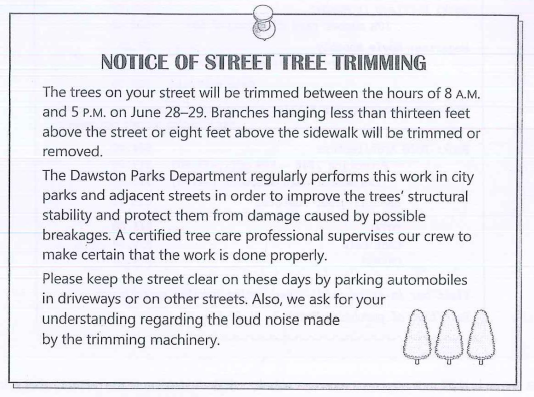 NOTICE OF STREET TREE TRIMMING
The trees on your street will be trimmed between the hours of 8 A.M.
and 5 P.M. on June 28–29. Branches hanging less than thirteen feet
above the street or eight feet above the sidewalk will be trimmed or
removed.
The Dawston Parks Department regularly performs this work in city
parks and adjacent streets in order to improve the trees' structural
stability and protect them from damage caused by possible
breakages. A certified tree care professional supervises our crew to
make certain that the work is done properly.
Please keep the street clear on these days by parking automobiles
in driveways or on other streets. Also, we ask for your
understanding regarding the loud noise made
by the trimming machinery.